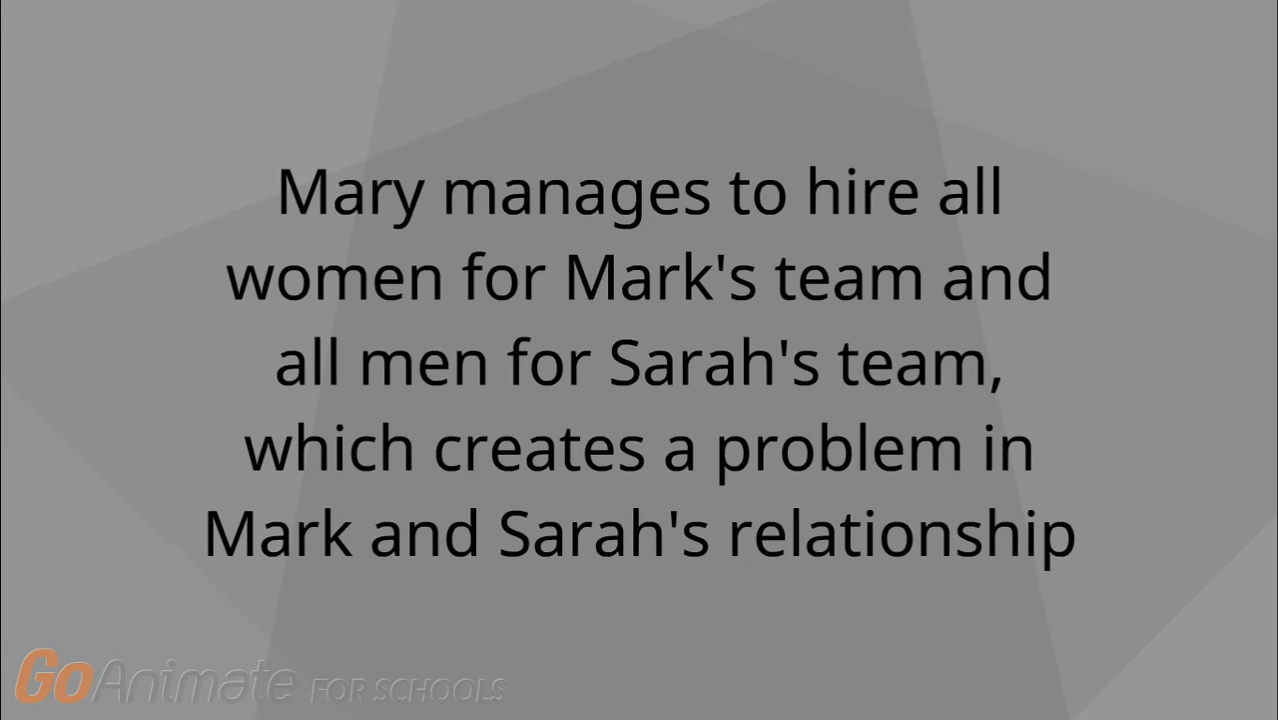 Mary manages to hire all
women for Mark's team and
all men for Sarah's team,
which creates a problem in
Mark and Sarah's relationship
GoAnimate FOR SCHOOLS